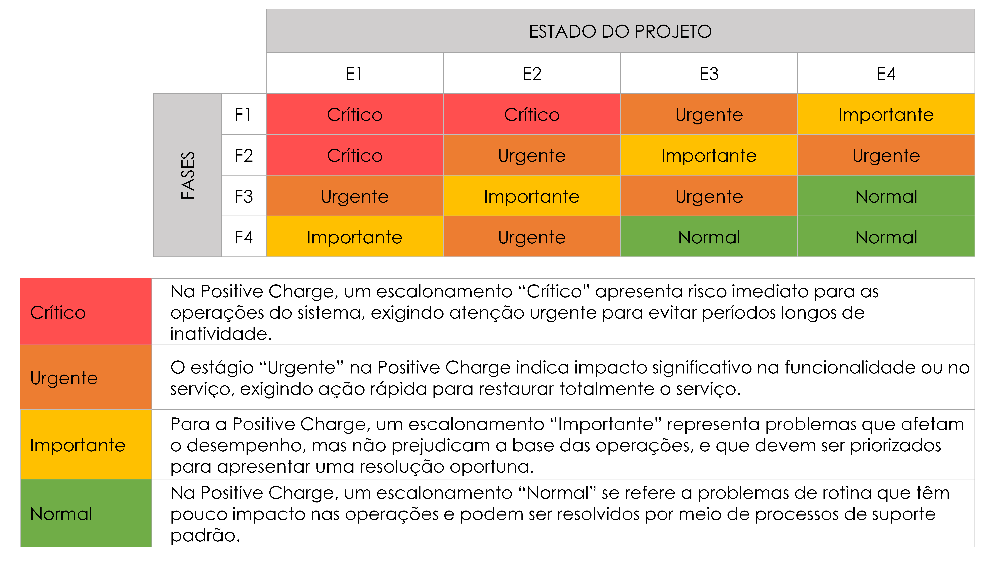 ESTADO DO PROJETO
E1 E2 E3 E4
FASES
F1 Crítico Crítico Urgente Importante
F2 Crítico Urgente Importante Urgente
F3 Urgente Importante Urgente Normal
F4 Importante Urgente Normal Normal
Crítico
Na Positive Charge, um escalonamento “Crítico” apresenta risco imediato para as
operações do sistema, exigindo atenção urgente para evitar períodos longos de
inatividade.
Urgente
O estágio “Urgente” na Positive Charge indica impacto significativo na funcionalidade ou no
serviço, exigindo ação rápida para restaurar totalmente o serviço.
Importante
Para a Positive Charge, um escalonamento “Importante” representa problemas que afetam
o desempenho, mas não prejudicam a base das operações, e que devem ser priorizados
para apresentar uma resolução oportuna.
Normal
Na Positive Charge, um escalonamento “Normal” se refere a problemas de rotina que têm
pouco impacto nas operações e podem ser resolvidos por meio de processos de suporte
padrão.